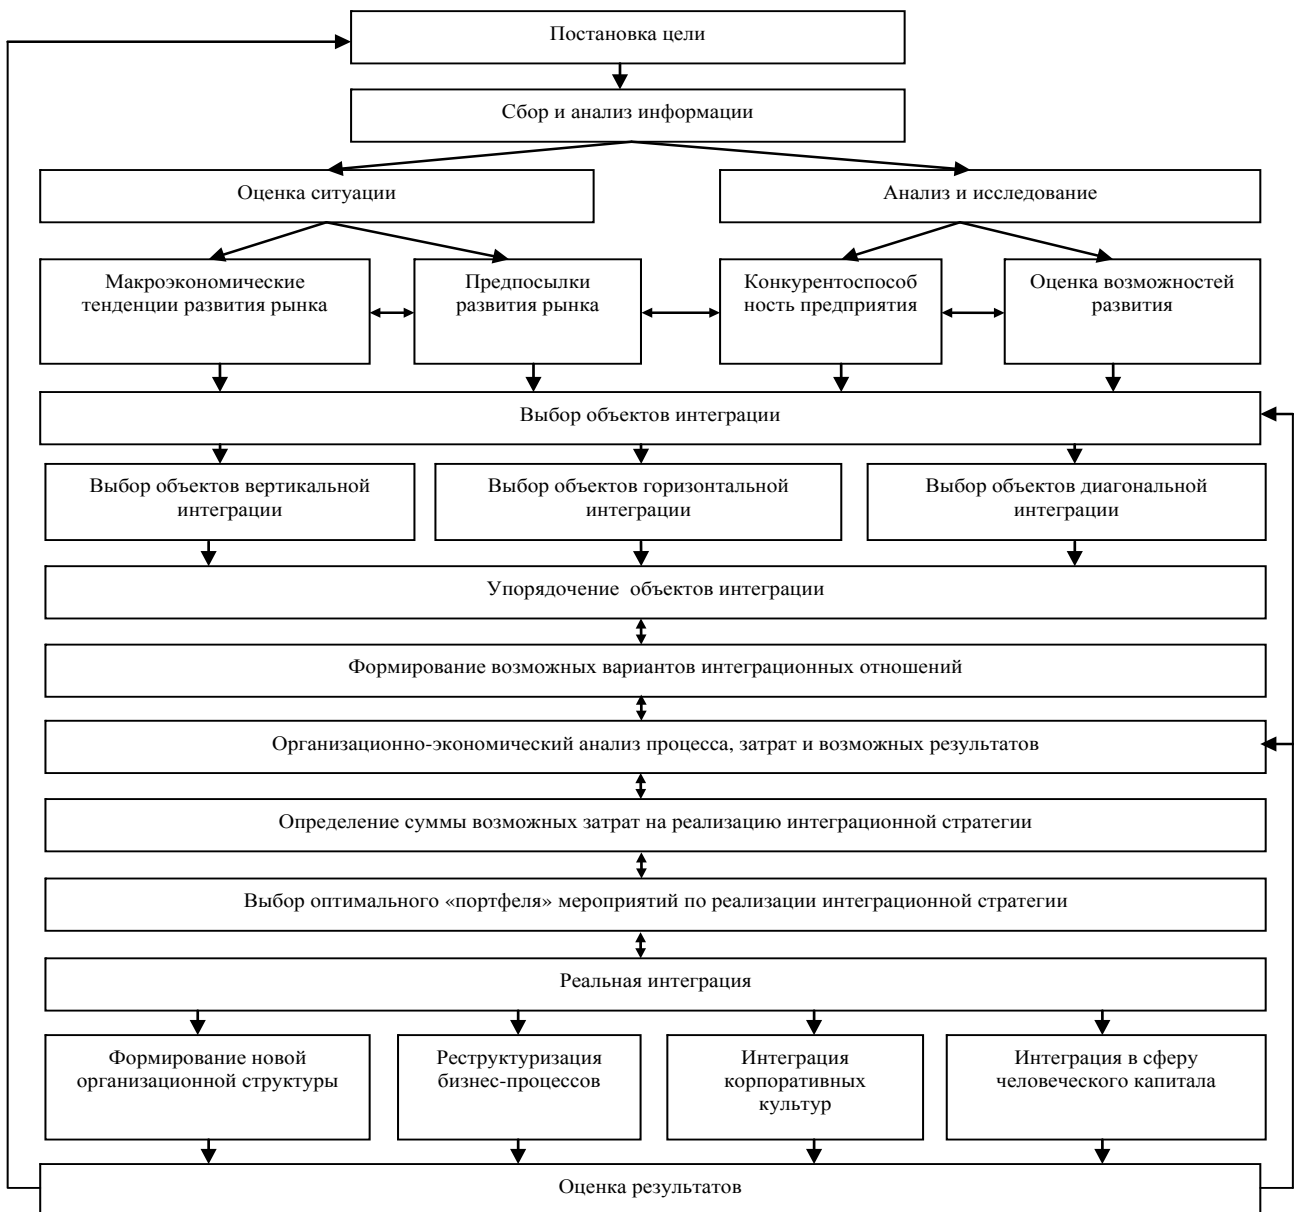 Постановка цели
Сбор и анализ информации
Оценка ситуации
Анализ и исследование
Макроэкономические
тенденции развития рынка
Предпосылки
развития рынка
Конкурентоспособ
ность предприятия
Оценка возможностей
развития
Выбор объектов интеграции
Выбор объектов вертикальной
интеграции
Выбор объектов горизонтальной
интеграции
Выбор объектов диагональной
интеграции
Упорядочение объектов интеграции
Формирование возможных вариантов интеграционных отношений
Организационно-экономический анализ процесса, затрат и возможных результатов
Определение суммы возможных затрат на реализацию интеграционной стратегии
Выбор оптимального «портфеля» мероприятий по реализации интеграционной стратегии
Реальная интеграция
Формирование новой
организационной структуры
Реструктуризация
бизнес-процессов
Интеграция
корпоративных
культур
Интеграция в сферу
человеческого капитала
Оценка результатов